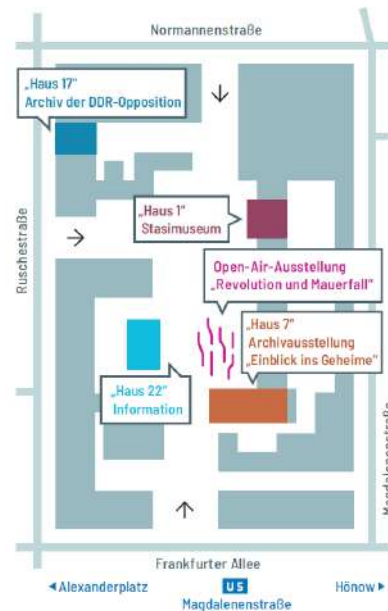 Normannenstraße
„Haus 17“
Archiv der DDR-Opposition
Ruschestraße
„Haus 1“
Stasimuseum
Open-Air-Ausstellung
„Revolution und Mauerfall“
„Haus 7“
Archivausstellung
„Einblick ins Geheime“
„Haus 22“
Information
Magdalenenstraße
Frankfurter Allee
◄ Alexanderplatz
U5
Hönow ►
Magdalenenstraße